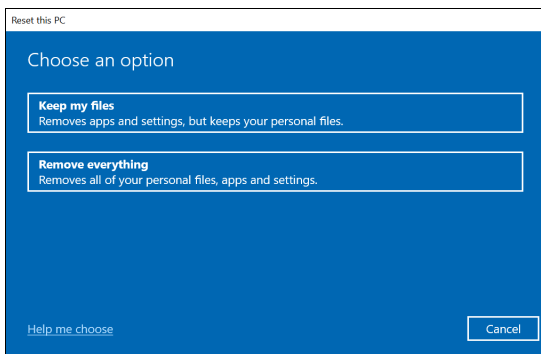 Reset this PC
Choose an option
Keep my files
Removes apps and settings, but keeps your personal files.
Remove everything
Removes all of your personal files, apps and settings.
Help me choose
Cancel